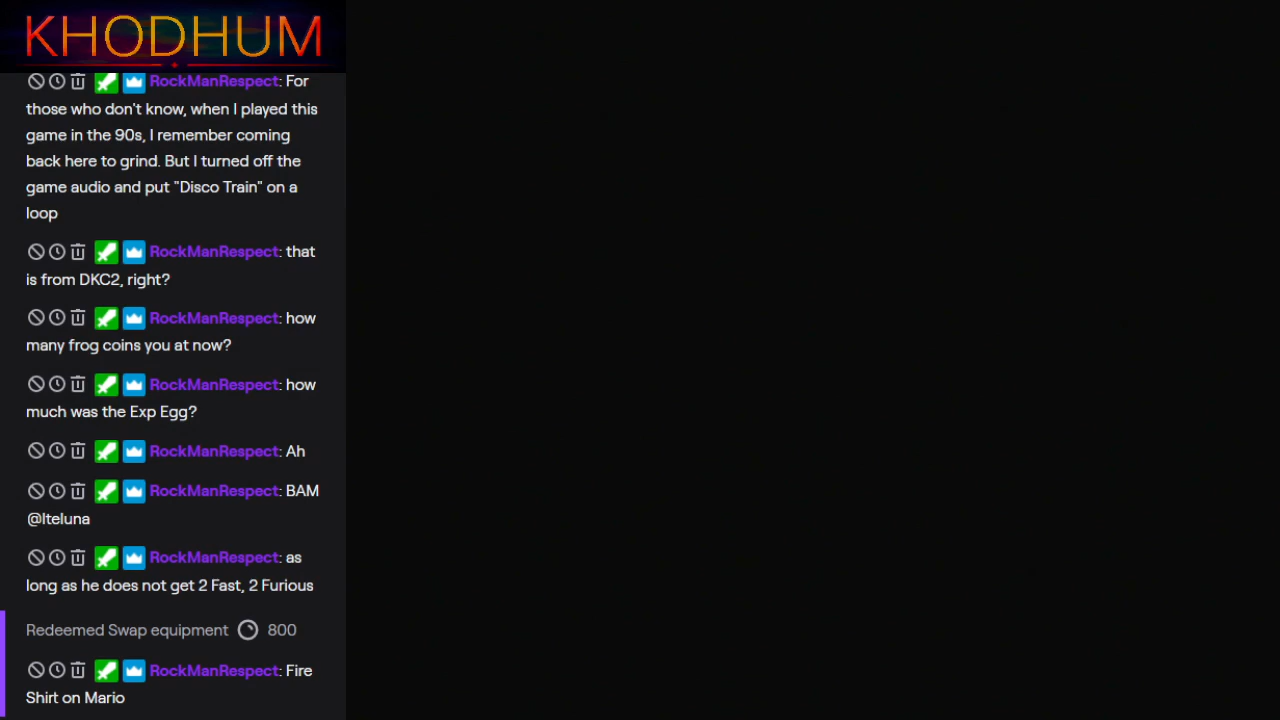 KHODHUM
RockManRespect: For
those who don't know, when I played this
game in the 90s, I remember coming
back here to grind. But I turned off the
game audio and put "Disco Train" on a
loop
RockManRespect: that
is from DKC2, right?
RockManRespect: how
many frog coins you at now?
RockManRespect: how
much was the Exp Egg?
RockManRespect: Ah
RockManRespect: BAM
@lteluna
RockManRespect: as
long as he does not get 2 Fast, 2 Furious
Redeemed Swap equipment 800
RockManRespect: Fire
Shirt on Mario